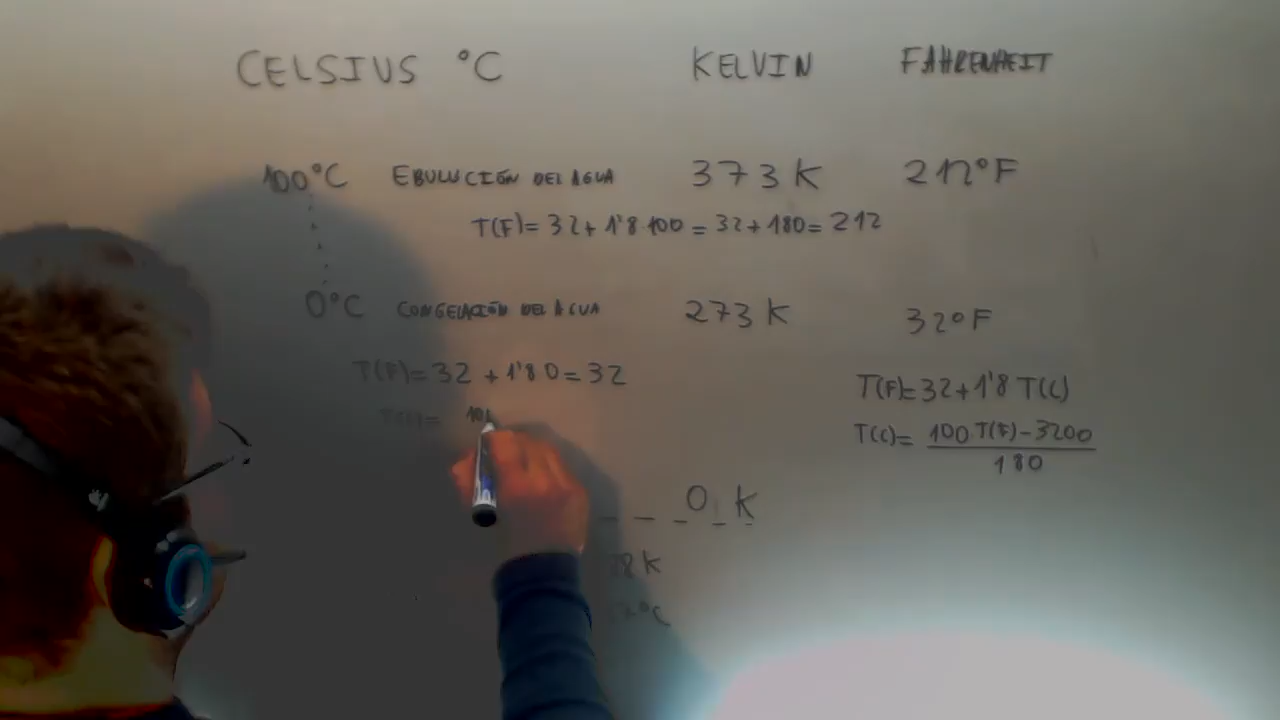 CELSIUS °C KELVIN FAHRENHEIT
100°C EBULLICIÓN DEL AGUA 373 K 212°F
T(F)= 32+ 1'8·100 = 32+180= 212
0°C CONGELACIÓN DEL AGUA 273 K 32°F
T(F)= 32 + 1'8·0=32
T(F)=32+1'8 T(C)
T(C)=
T(C)= 100·T(F)-3200
180
0 K
K
°C